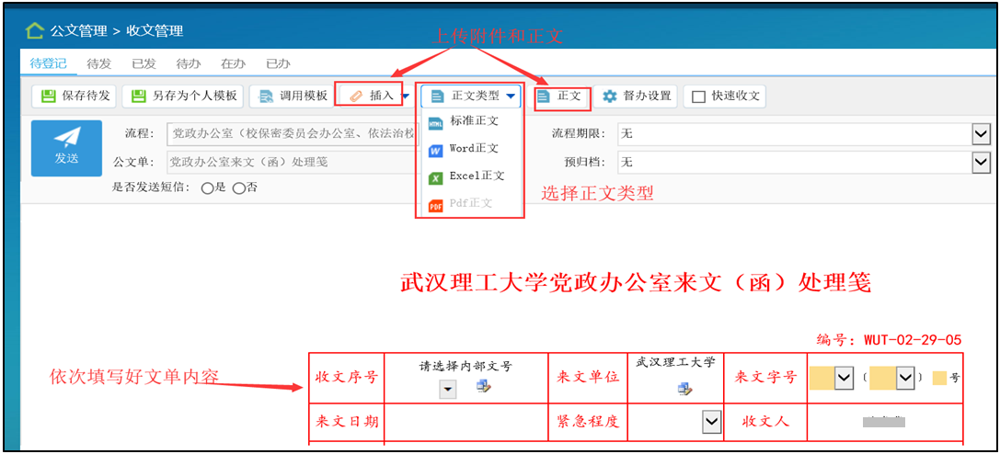 公文管理 > 收文管理
上传附件和正文
待登记 待发 已发 待办 在办 已办
保存待发 另存为个人模板 调用模板 插入 正文类型 正文 督办设置 快速收文
标准正文
Word正文
Excel正文
Pdf正文
选择正文类型
发送
流程: 党政办公室（校保密委员会办公室、依法治校 流程期限: 无
公文单: 党政办公室来文（函）处理笺 预归档: 无
是否发送短信: 是 否
武汉理工大学党政办公室来文（函）处理笺
编号: WUT-02-29-05
依次填写好文单内容
收文序号 请选择内部文号 来文单位 武汉理工大学 来文字号 〔 〕 号
来文日期 紧急程度 收文人